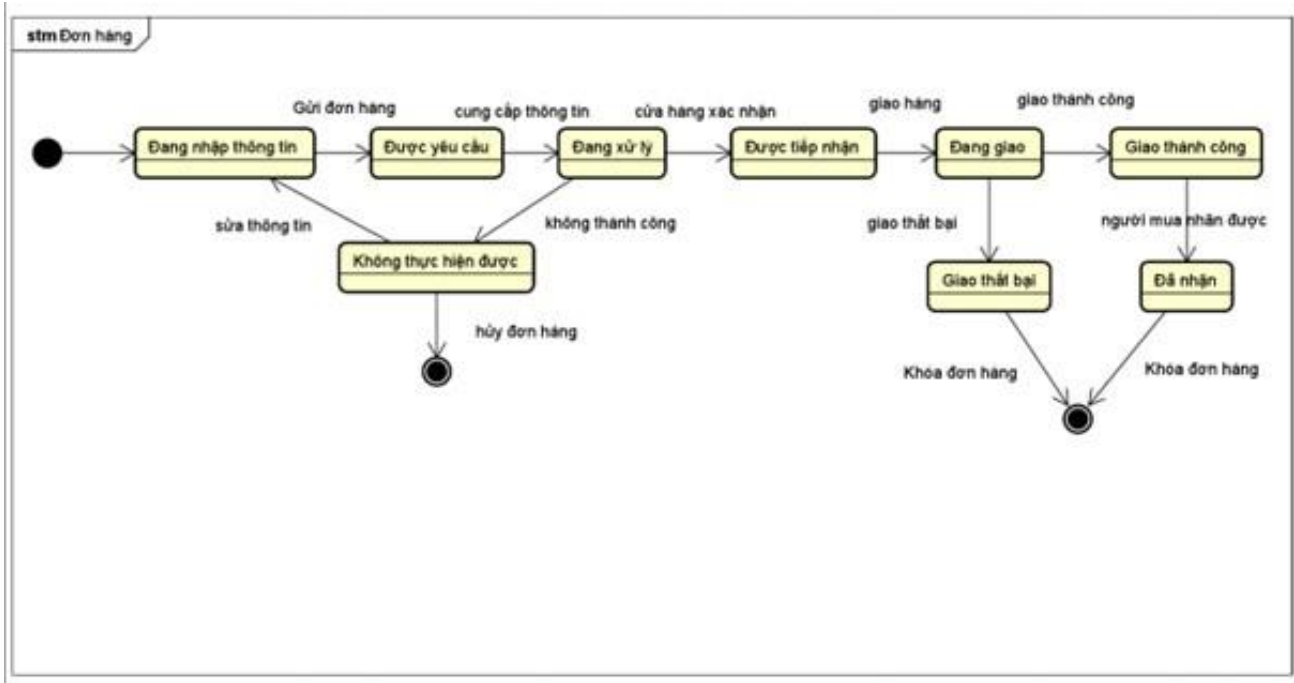 stm Đơn hàng
Gửi đơn hàng
cung cấp thông tin
cửa hàng xác nhận
giao hàng
giao thành công
Đang nhập thông tin
Được yêu cầu
Đang xử lý
Được tiếp nhận
Đang giao
Giao thành công
sửa thông tin
không thành công
giao thất bại
người mua nhân được
Không thực hiện được
Giao thất bại
Đã nhận
hủy đơn hàng
Khóa đơn hàng
Khóa đơn hàng